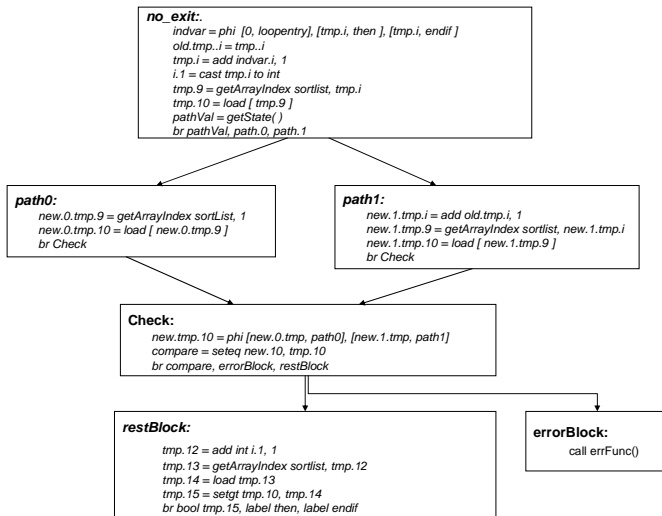 no_exit:.
indvar = phi [0, loopentry], [tmp.i, then ], [tmp.i, endif ]
old.tmp..i = tmp..i
tmp.i = add indvar.i, 1
i.1 = cast tmp.i to int
tmp.9 = getArrayIndex sortlist, tmp.i
tmp.10 = load [ tmp.9 ]
pathVal = getState( )
br pathVal, path.0, path.1
path0:
new.0.tmp.9 = getArrayIndex sortList, 1
new.0.tmp.10 = load [ new.0.tmp.9 ]
br Check
path1:
new.1.tmp.i = add old.tmp.i, 1
new.1.tmp.9 = getArrayIndex sortlist, new.1.tmp.i
new.1.tmp.10 = load [ new.1.tmp.9 ]
br Check
Check:
new.tmp.10 = phi [new.0.tmp, path0], [new.1.tmp, path1]
compare = seteq new.10, tmp.10
br compare, errorBlock, restBlock
restBlock:
tmp.12 = add int i.1, 1
tmp.13 = getArrayIndex sortlist, tmp.12
tmp.14 = load tmp.13
tmp.15 = setgt tmp.10, tmp.14
br bool tmp.15, label then, label endif
errorBlock:
call errFunc()